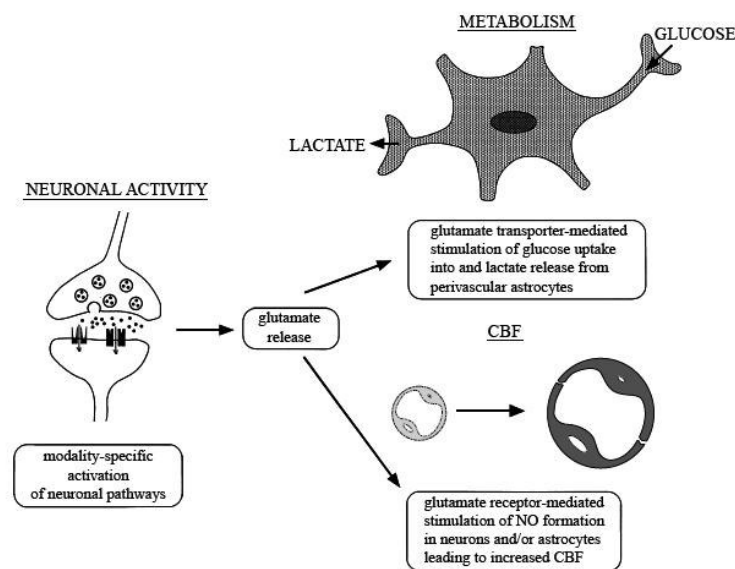 METABOLISM
GLUCOSE
LACTATE
NEURONAL ACTIVITY
glutamate transporter-mediated
stimulation of glucose uptake
into and lactate release from
perivascular astrocytes
glutamate
release
CBF
modality-specific
activation
of neuronal pathways
glutamate receptor-mediated
stimulation of NO formation
in neurons and/or astrocytes
leading to increased CBF